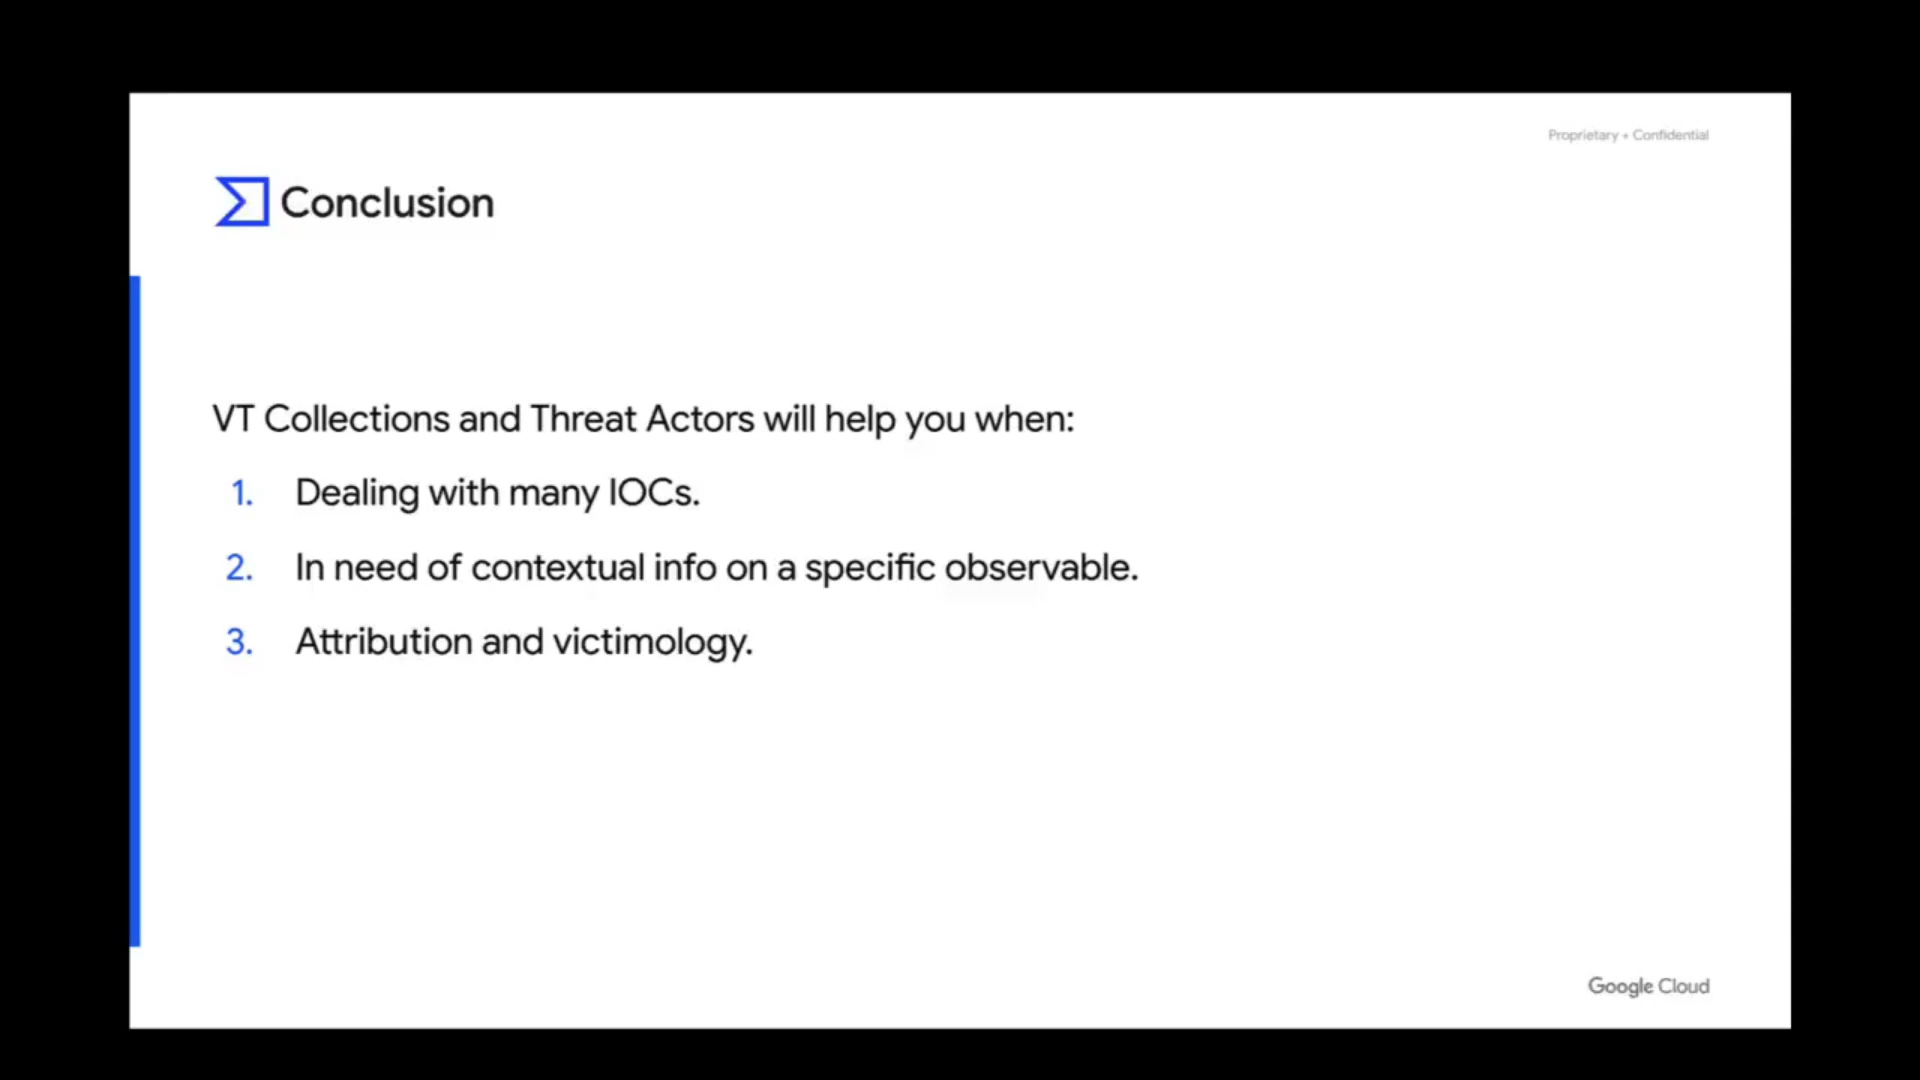 Proprietary + Confidential
Conclusion
VT Collections and Threat Actors will help you when:
1. Dealing with many IOCs.
2. In need of contextual info on a specific observable.
3. Attribution and victimology.
Google Cloud